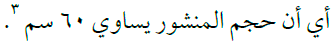 أي أن حجم المنشور يساوي ٦٠ سم ٣.